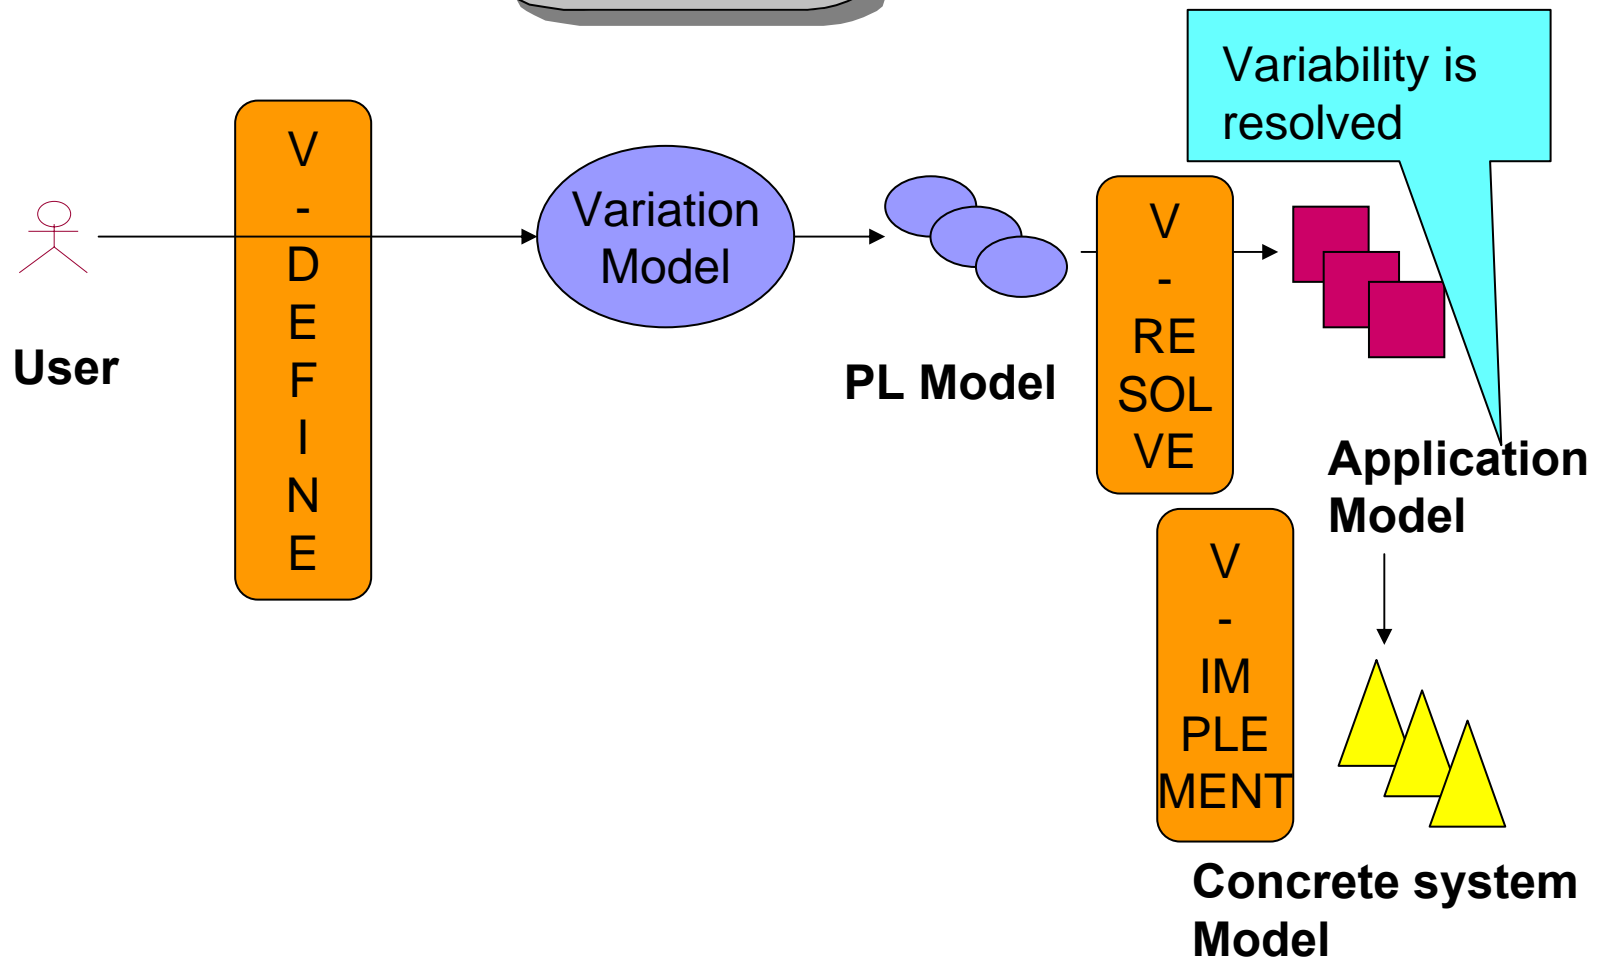 Variability is
resolved
V
-
D
E
F
I
N
E
Variation
Model
V
-
RE
SOL
VE
User
PL Model
Application
Model
V
-
IM
PLE
MENT
Concrete system
Model